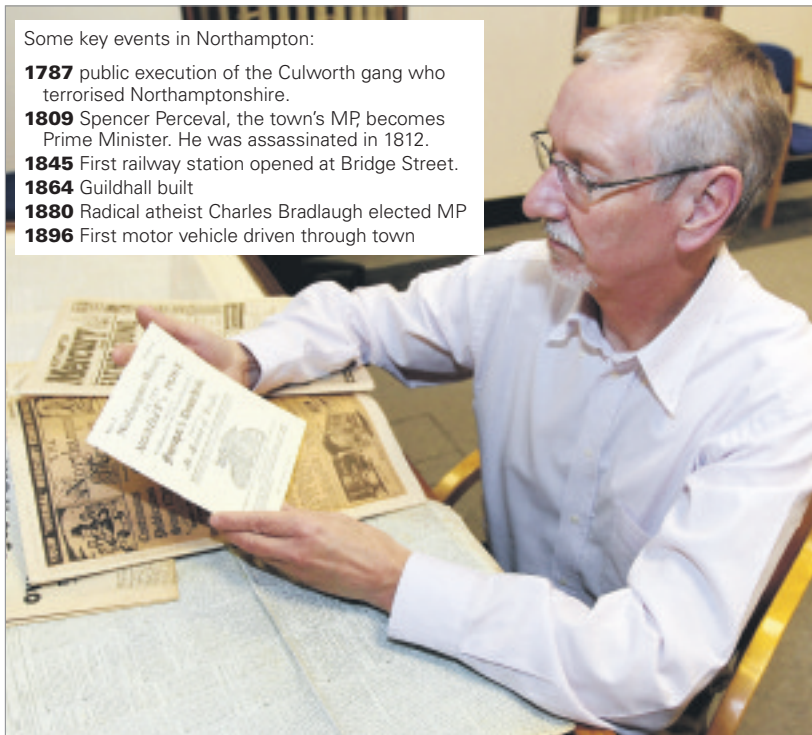 Some key events in Northampton:
1787 public execution of the Culworth gang who
terrorised Northamptonshire.
1809 Spencer Perceval, the town's MP, becomes
Prime Minister. He was assassinated in 1812.
1845 First railway station opened at Bridge Street.
1864 Guildhall built
1880 Radical atheist Charles Bradlaugh elected MP
1896 First motor vehicle driven through town
Mercury